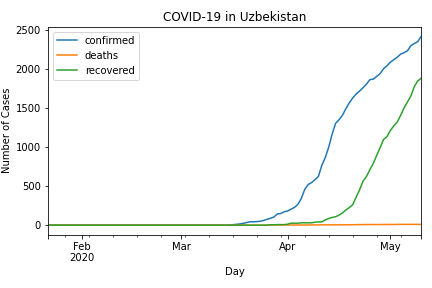 COVID-19 in Uzbekistan
confirmed
deaths
recovered
Number of Cases
2500
2000
1500
1000
500
0
Feb
2020
Mar
Apr
May
Day